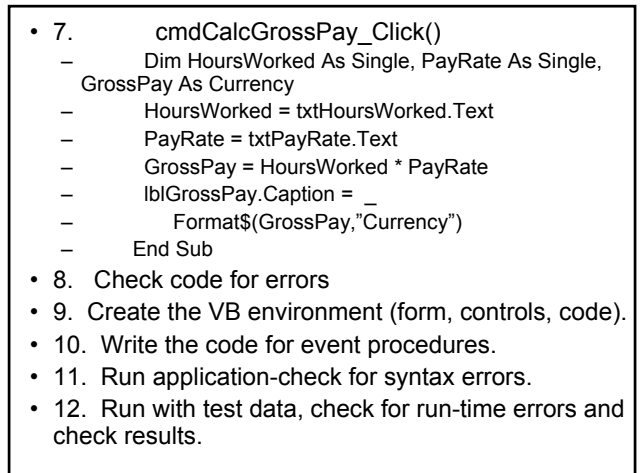 • 7. cmdCalcGrossPay_Click()
– Dim HoursWorked As Single, PayRate As Single,
GrossPay As Currency
– HoursWorked = txtHoursWorked.Text
– PayRate = txtPayRate.Text
– GrossPay = HoursWorked * PayRate
– lblGrossPay.Caption = _
– Format$(GrossPay,”Currency”)
– End Sub
• 8. Check code for errors
• 9. Create the VB environment (form, controls, code).
• 10. Write the code for event procedures.
• 11. Run application-check for syntax errors.
• 12. Run with test data, check for run-time errors and
check results.